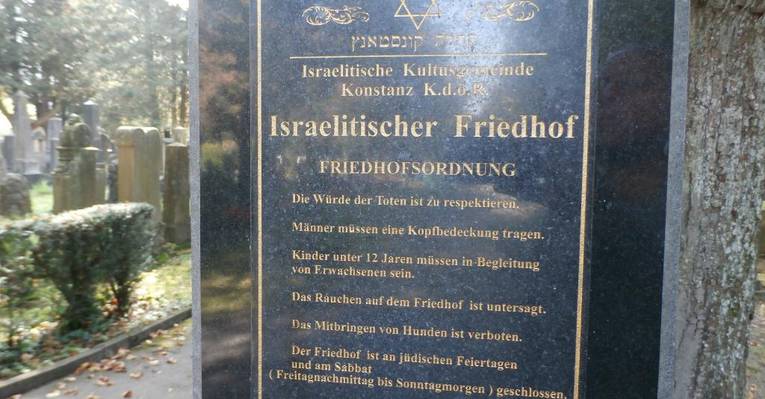 קהילת קונסטאנץ
Israelitische Kultusgemeinde
Konstanz K.d.ö.R.
Israelitischer Friedhof
FRIEDHOFSORDNUNG
Die Würde der Toten ist zu respektieren.
Männer müssen eine Kopfbedeckung tragen.
Kinder unter 12 Jaren müssen in Begleitung
von Erwachsenen sein.
Das Rauchen auf dem Friedhof ist untersagt.
Das Mitbringen von Hunden ist verboten.
Der Friedhof ist an jüdischen Feiertagen
und am Sabbat
( Freitagnachmittag bis Sonntagmorgen ) geschlossen.